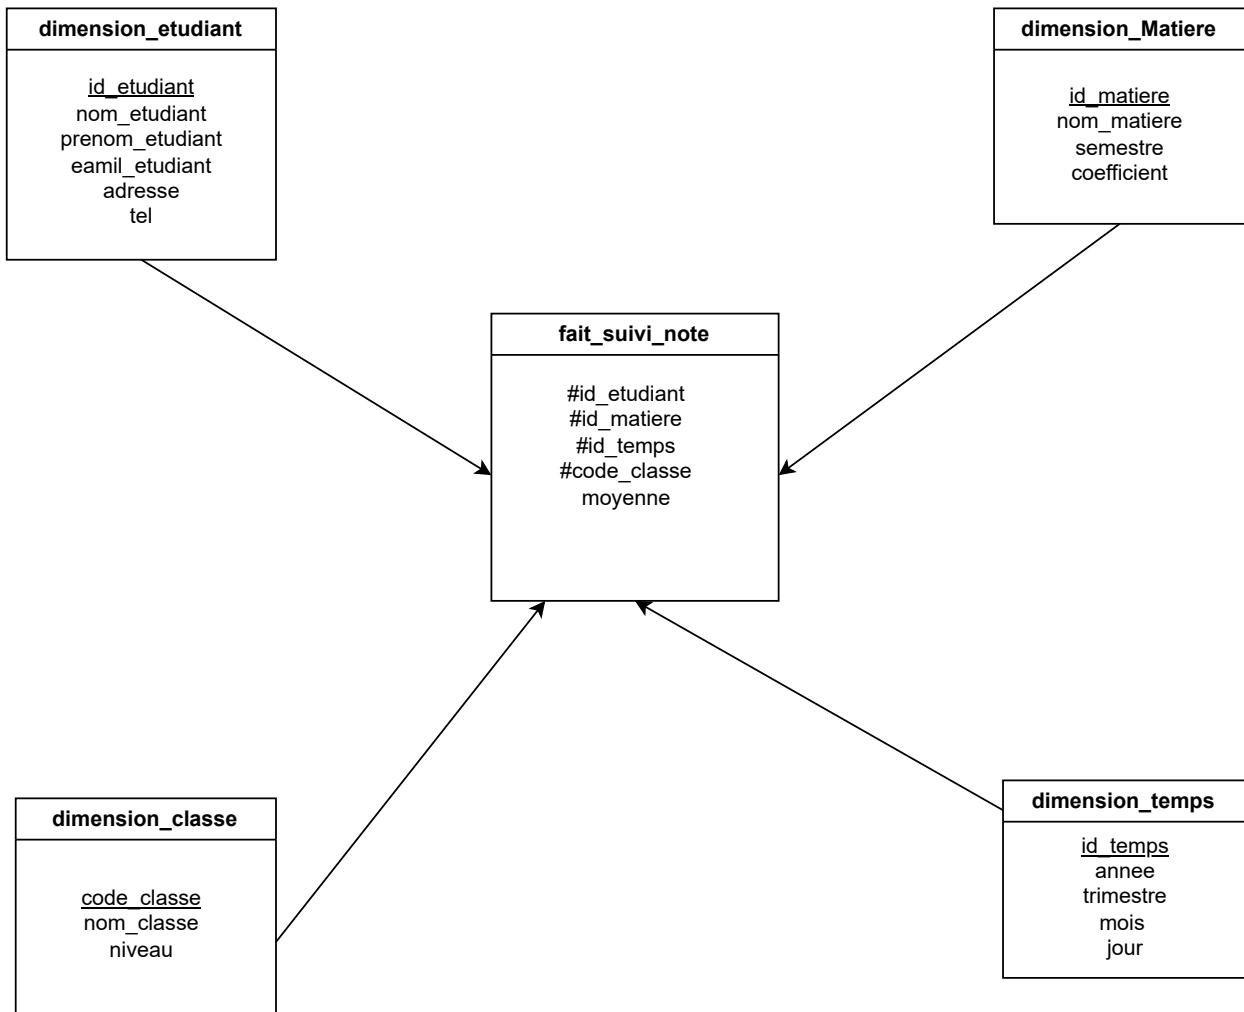 dimension_etudiant
id_etudiant
nom_etudiant
prenom_etudiant
eamil_etudiant
adresse
tel
dimension_Matiere
id_matiere
nom_matiere
semestre
coefficient
fait_suivi_note
#id_etudiant
#id_matiere
#id_temps
#code_classe
moyenne
dimension_classe
code_classe
nom_classe
niveau
dimension_temps
id_temps
annee
trimestre
mois
jour